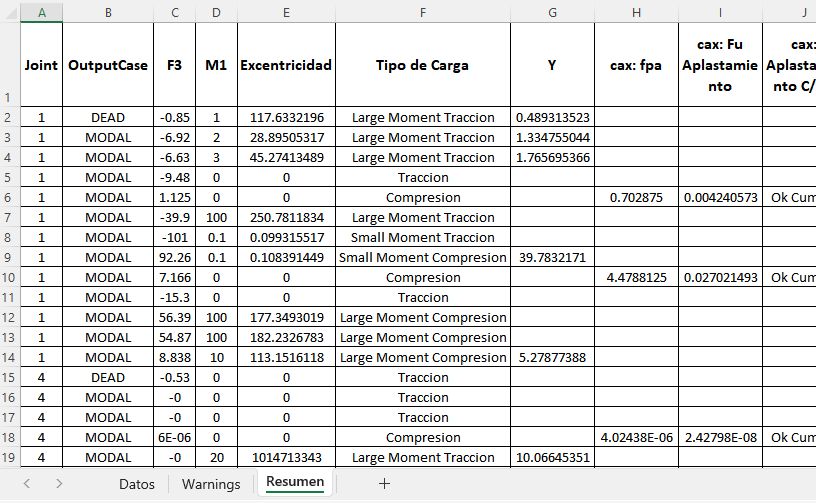 A B C D E F G H I J
1 Joint OutputCase F3 M1 Excentricidad Tipo de Carga Y cax: fpa cax: Fu Aplastamie nto cax: Aplasta nto C/
2 1 DEAD -0.85 1 117.6332196 Large Moment Traccion 0.489313523
3 1 MODAL -6.92 2 28.89505317 Large Moment Traccion 1.334755044
4 1 MODAL -6.63 3 45.27413489 Large Moment Traccion 1.765695366
5 1 MODAL -9.48 0 0 Traccion
6 1 MODAL 1.125 0 0 Compresion 0.702875 0.004240573 Ok Cum
7 1 MODAL -39.9 100 250.7811834 Large Moment Traccion
8 1 MODAL -101 0.1 0.099315517 Small Moment Traccion
9 1 MODAL 92.26 0.1 0.108391449 Small Moment Compresion 39.7832171
10 1 MODAL 7.166 0 0 Compresion 4.4788125 0.027021493 Ok Cum
11 1 MODAL -15.3 0 0 Traccion
12 1 MODAL 56.39 100 177.3493019 Large Moment Compresion
13 1 MODAL 54.87 100 182.2326783 Large Moment Compresion
14 1 MODAL 8.838 10 113.1516118 Large Moment Compresion 5.27877388
15 4 DEAD -0.53 0 0 Traccion
16 4 MODAL -0 0 0 Traccion
17 4 MODAL -0 0 0 Traccion
18 4 MODAL 6E-06 0 0 Compresion 4.02438E-06 2.42798E-08 Ok Cum
19 4 MODAL -0 20 1014713343 Large Moment Traccion 10.06645351
Datos Warnings Resumen +